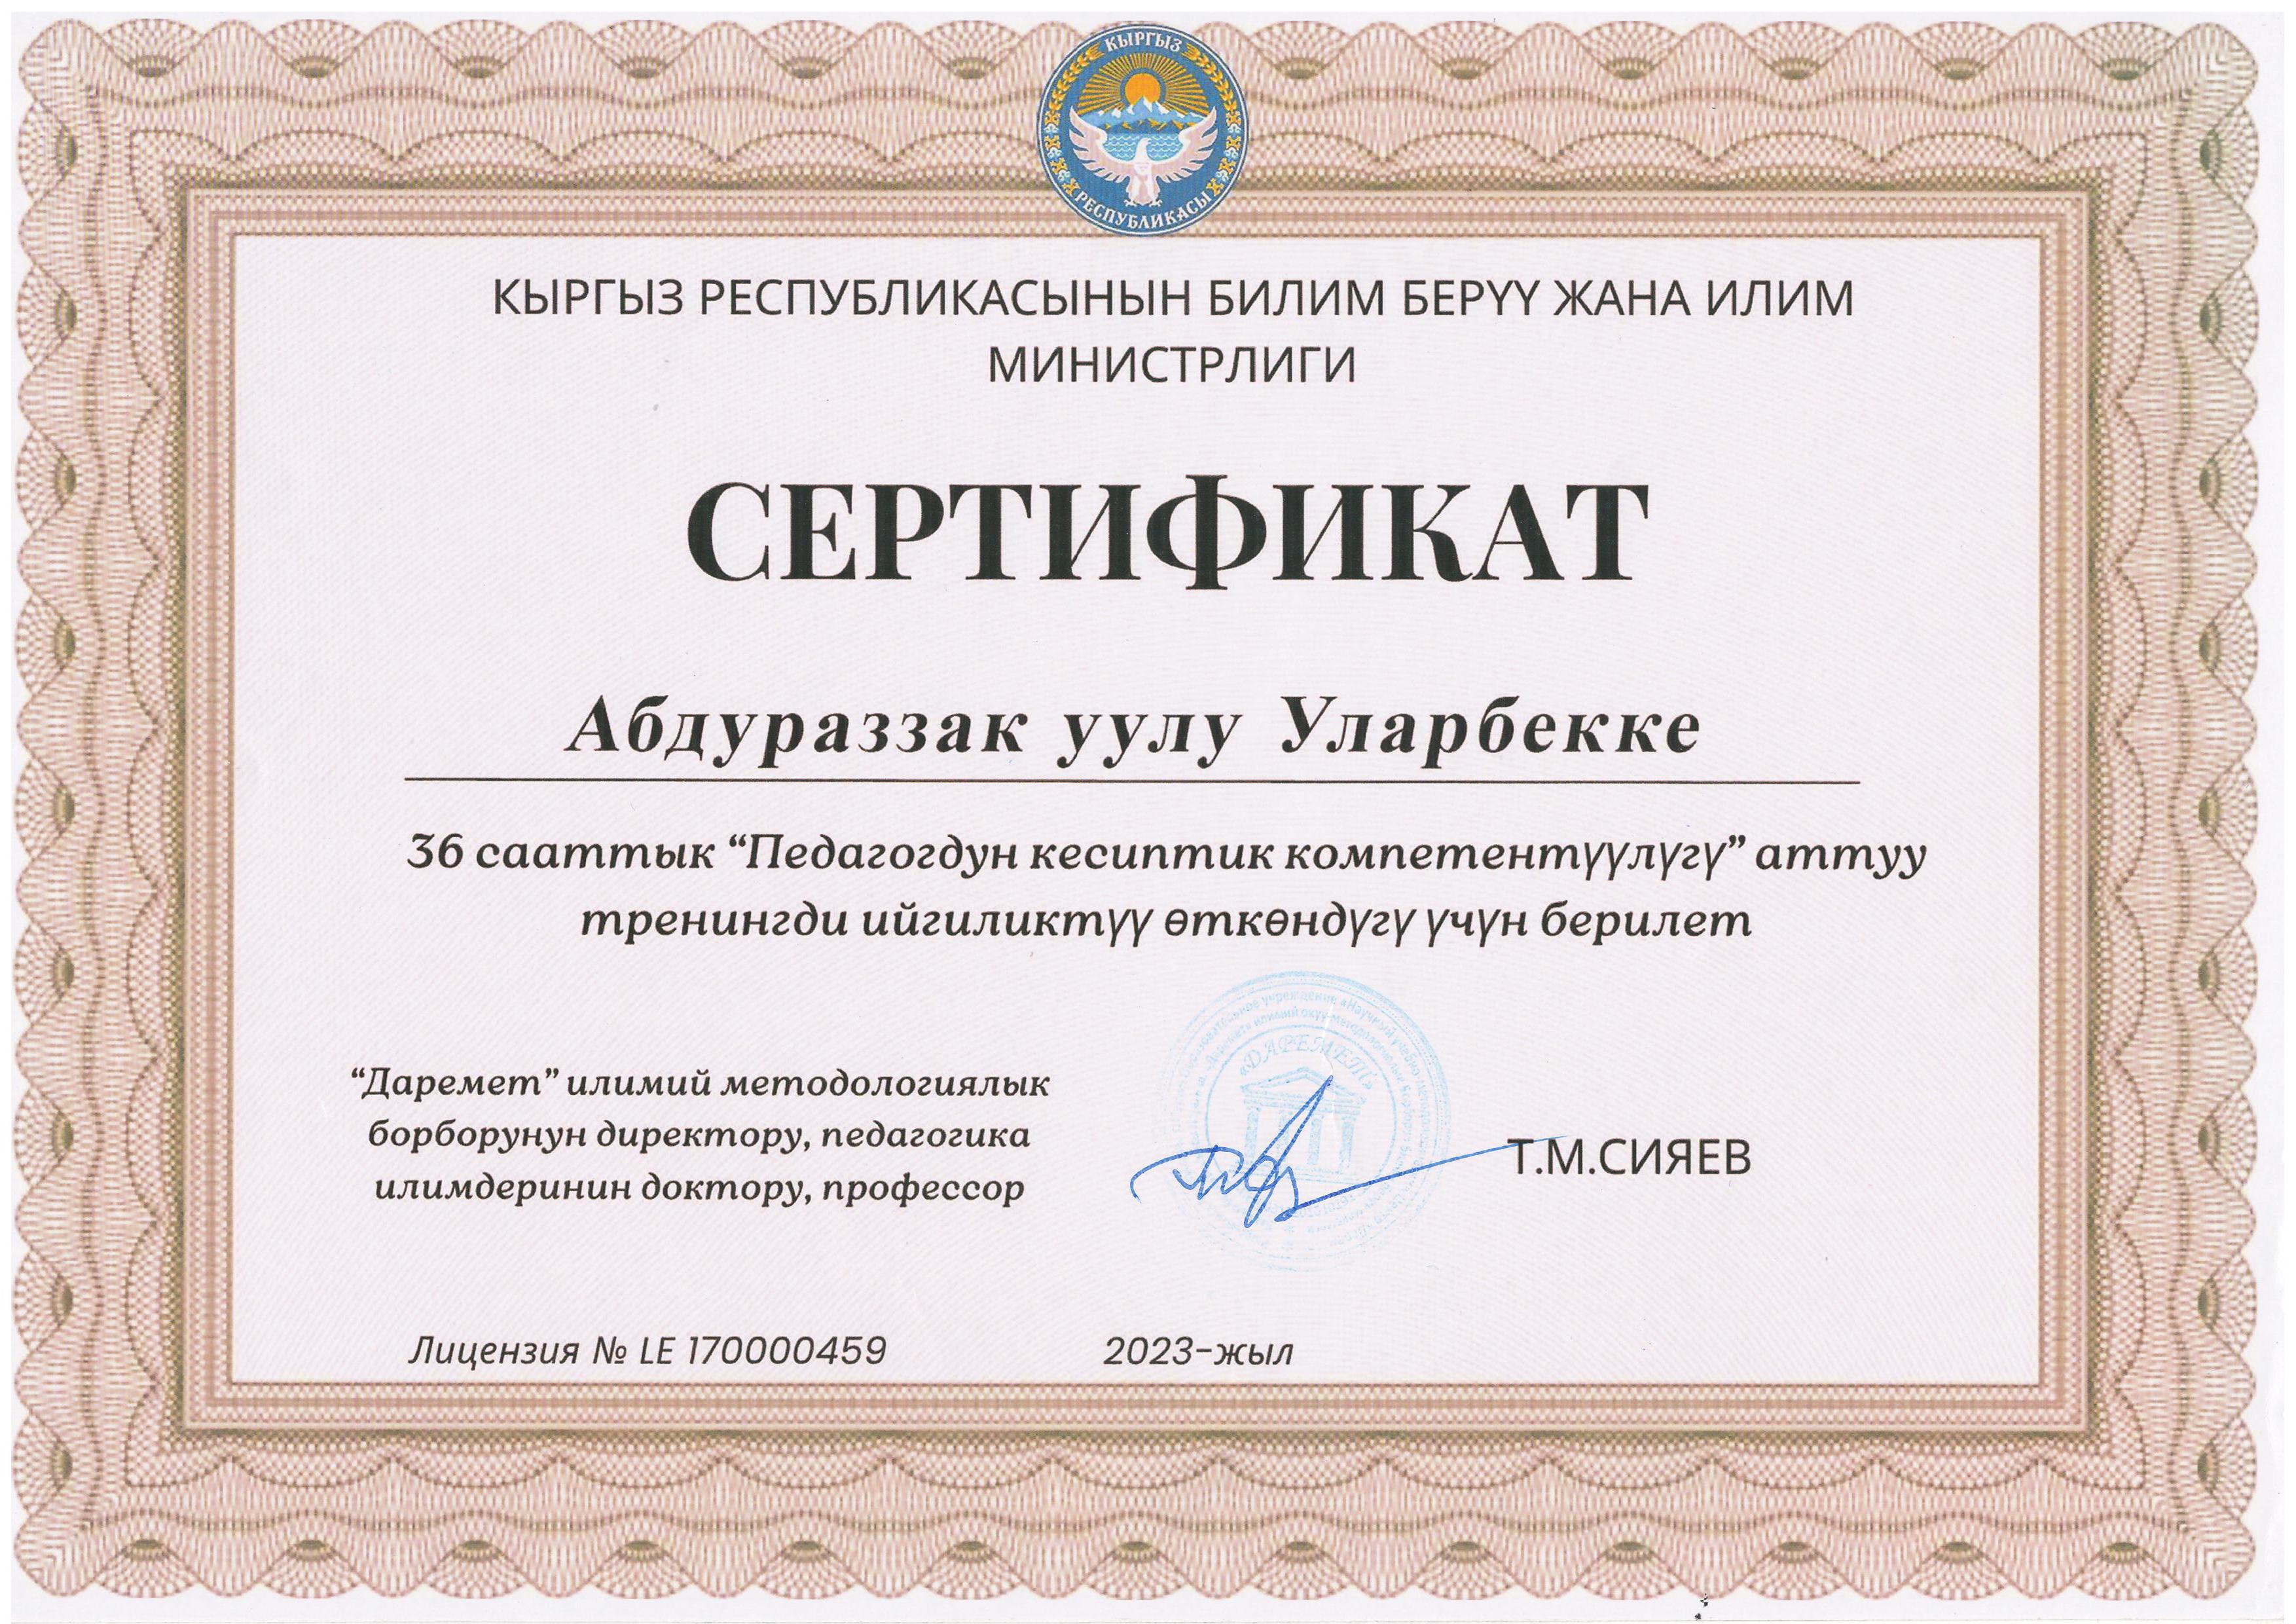 КЫРГЫЗ
РЕСПУБЛИКАСЫ
КЫРГЫЗ РЕСПУБЛИКАСЫНЫН БИЛИМ БЕРҮҮ ЖАНА ИЛИМ
МИНИСТРЛИГИ
СЕРТИФИКАТ
Абдураззак уулу Уларбекке
36 сааттык “Педагогдун кесиптик компетентүүлүгү” аттуу
тренингди ийгиликтүү өткөндүгү үчүн берилет
“Даремет” илимий методологиялык
борборунун директору, педагогика
илимдеринин доктору, профессор
«ДАРЕМЕТ»
Т.М.СИЯЕВ
Лицензия № LE 170000459
2023-жыл